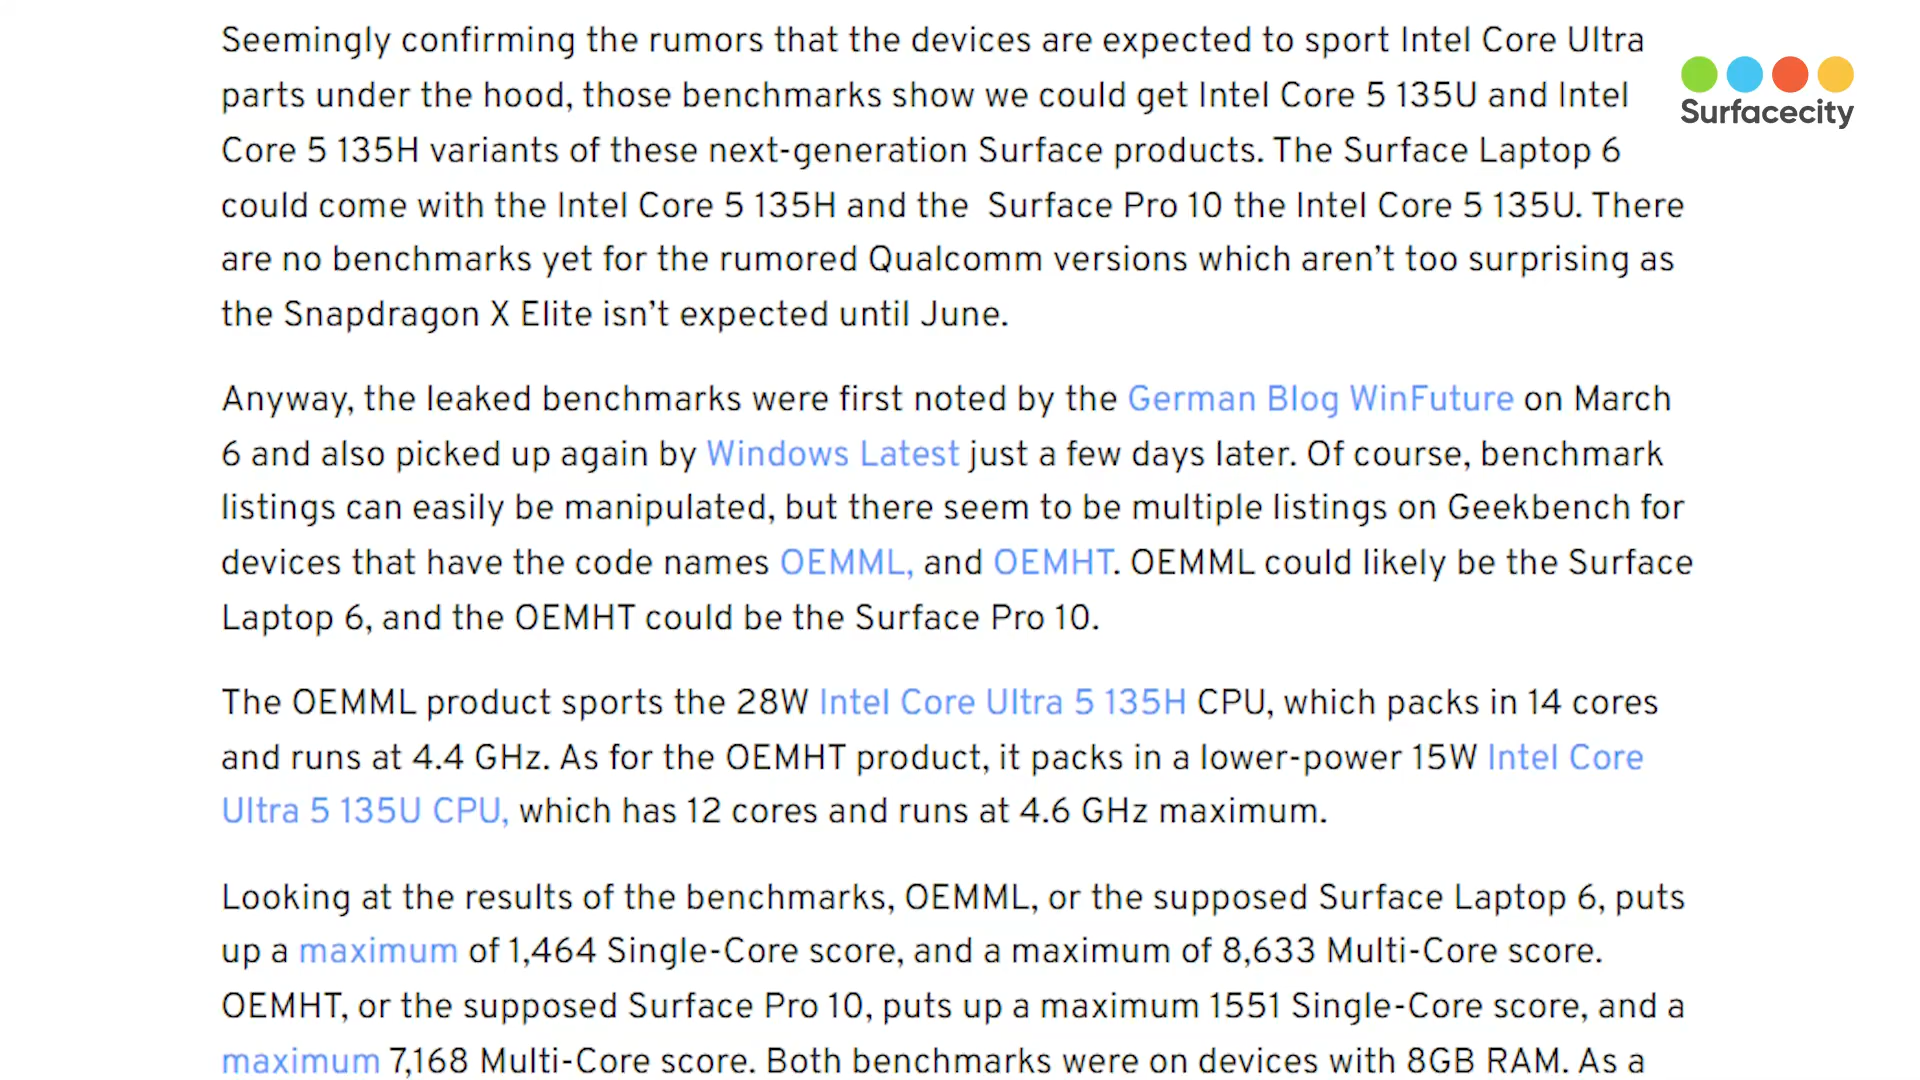 Seemingly confirming the rumors that the devices are expected to sport Intel Core Ultra
parts under the hood, those benchmarks show we could get Intel Core 5 135U and Intel
Core 5 135H variants of these next-generation Surface products. The Surface Laptop 6
could come with the Intel Core 5 135H and the  Surface Pro 10 the Intel Core 5 135U. There
are no benchmarks yet for the rumored Qualcomm versions which aren’t too surprising as
the Snapdragon X Elite isn’t expected until June.
Surfacecity
Anyway, the leaked benchmarks were first noted by the German Blog WinFuture on March
6 and also picked up again by Windows Latest just a few days later. Of course, benchmark
listings can easily be manipulated, but there seem to be multiple listings on Geekbench for
devices that have the code names OEMML, and OEMHT. OEMML could likely be the Surface
Laptop 6, and the OEMHT could be the Surface Pro 10.
The OEMML product sports the 28W Intel Core Ultra 5 135H CPU, which packs in 14 cores
and runs at 4.4 GHz. As for the OEMHT product, it packs in a lower-power 15W Intel Core
Ultra 5 135U CPU, which has 12 cores and runs at 4.6 GHz maximum.
Looking at the results of the benchmarks, OEMML, or the supposed Surface Laptop 6, puts
up a maximum of 1,464 Single-Core score, and a maximum of 8,633 Multi-Core score.
OEMHT, or the supposed Surface Pro 10, puts up a maximum 1551 Single-Core score, and a
maximum 7,168 Multi-Core score. Both benchmarks were on devices with 8GB RAM. As a